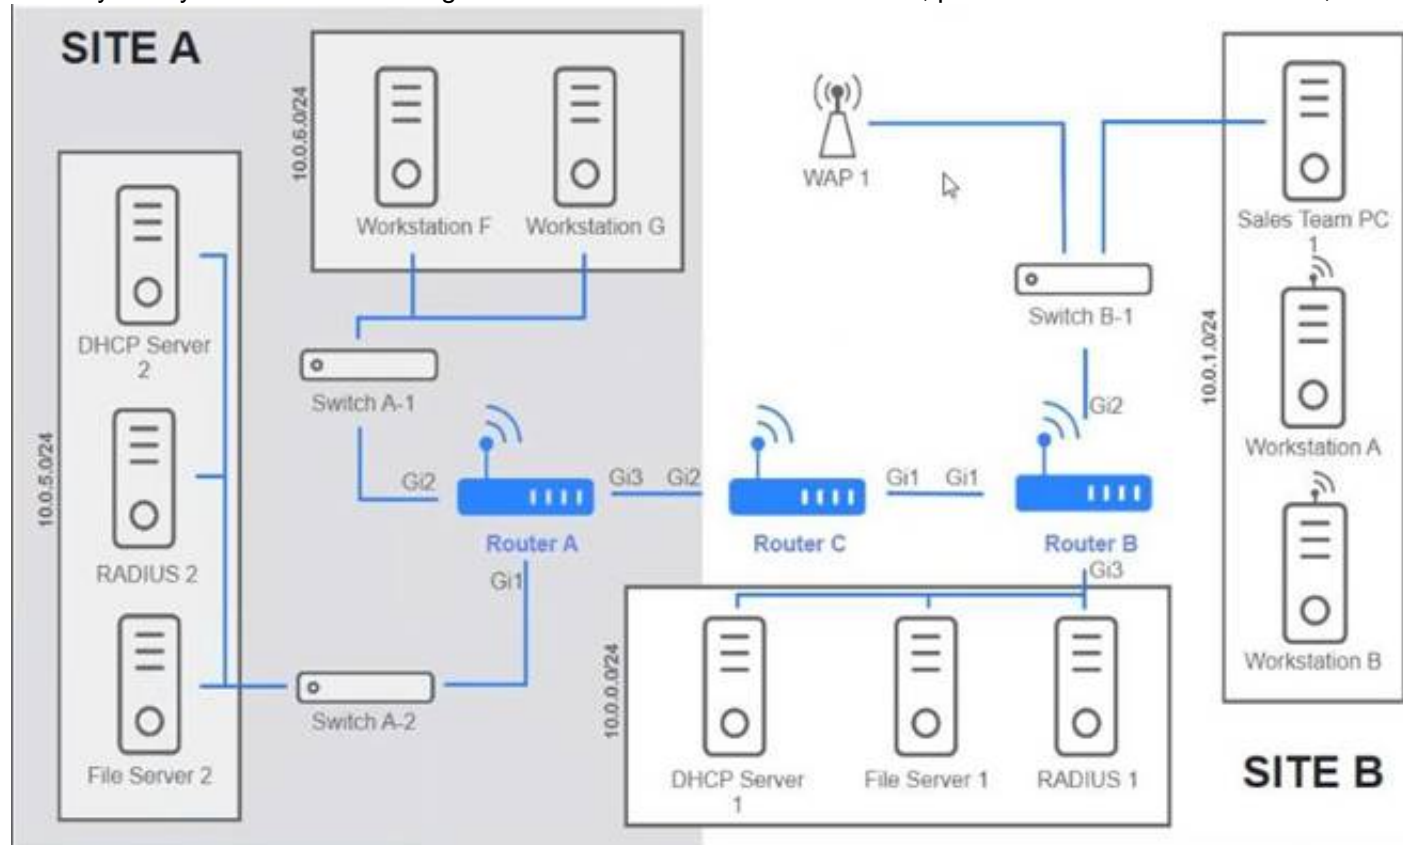 SITE A
10.0.6.0/24
Workstation F
Workstation G
WAP 1
Sales Team PC
1
DHCP Server
2
Switch A-1
Switch B-1
10.0.1.0/24
Gi2
Workstation A
10.0.5.0/24
RADIUS 2
Gi2
Gi3
Gi2
Gi1
Gi1
Router A
Router C
Router B
Gi1
Gi3
Workstation B
10.0.0.0/24
Switch A-2
File Server 2
DHCP Server
1
File Server 1
RADIUS 1
SITE B